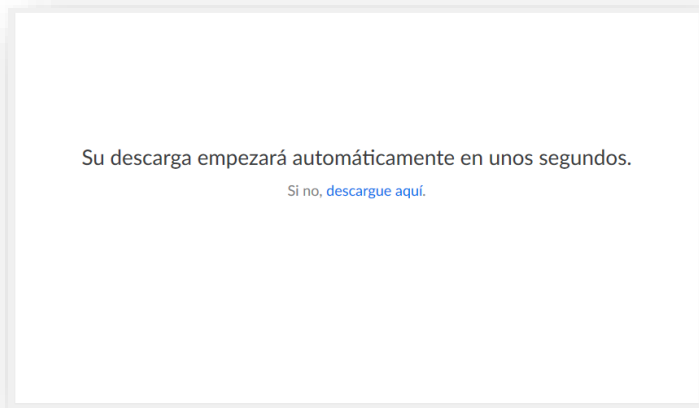 Su descarga empezará automáticamente en unos segundos.
Si no, descargue aquí.